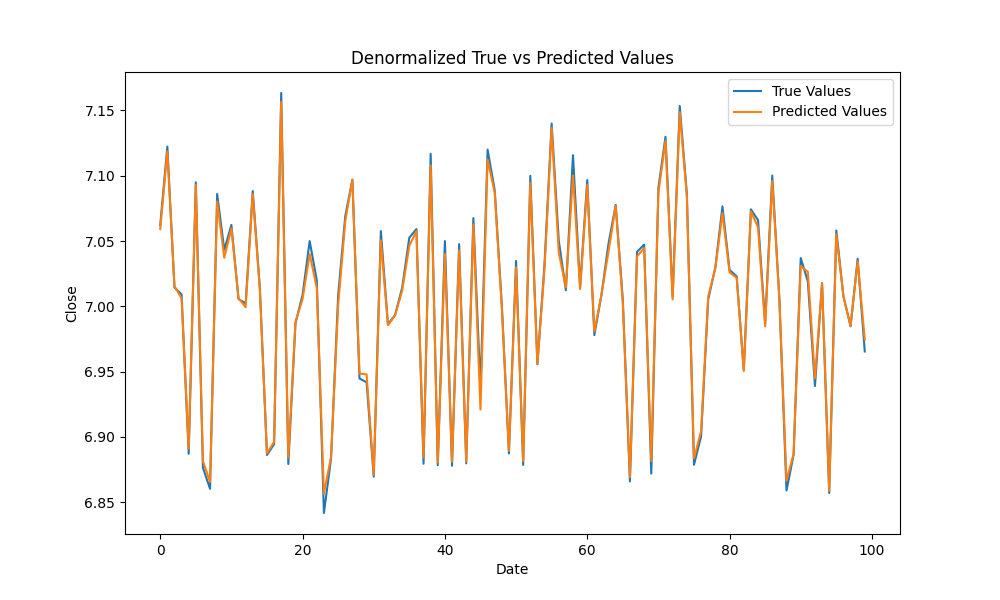 Denormalized True vs Predicted Values
True Values
Predicted Values
Close
7.15
7.10
7.05
7.00
6.95
6.90
6.85
0 20 40 60 80 100
Date